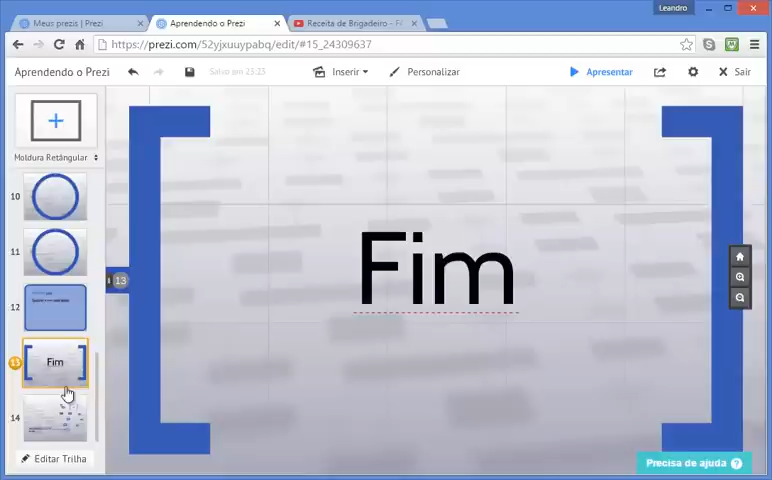 Leandro
Meus prezis | Prezi
Aprendendo o Prezi
Receita de Brigadeiro - F
https://prezi.com/52yjxuuypabq/edit/#15_24309637
Aprendendo o Prezi
Salvo em 23:23
Inserir
Personalizar
Apresentar
Sair
Moldura Retângular
10
11
12
13
Fim
14
Editar Trilha
13
Fim
Precisa de ajuda ?